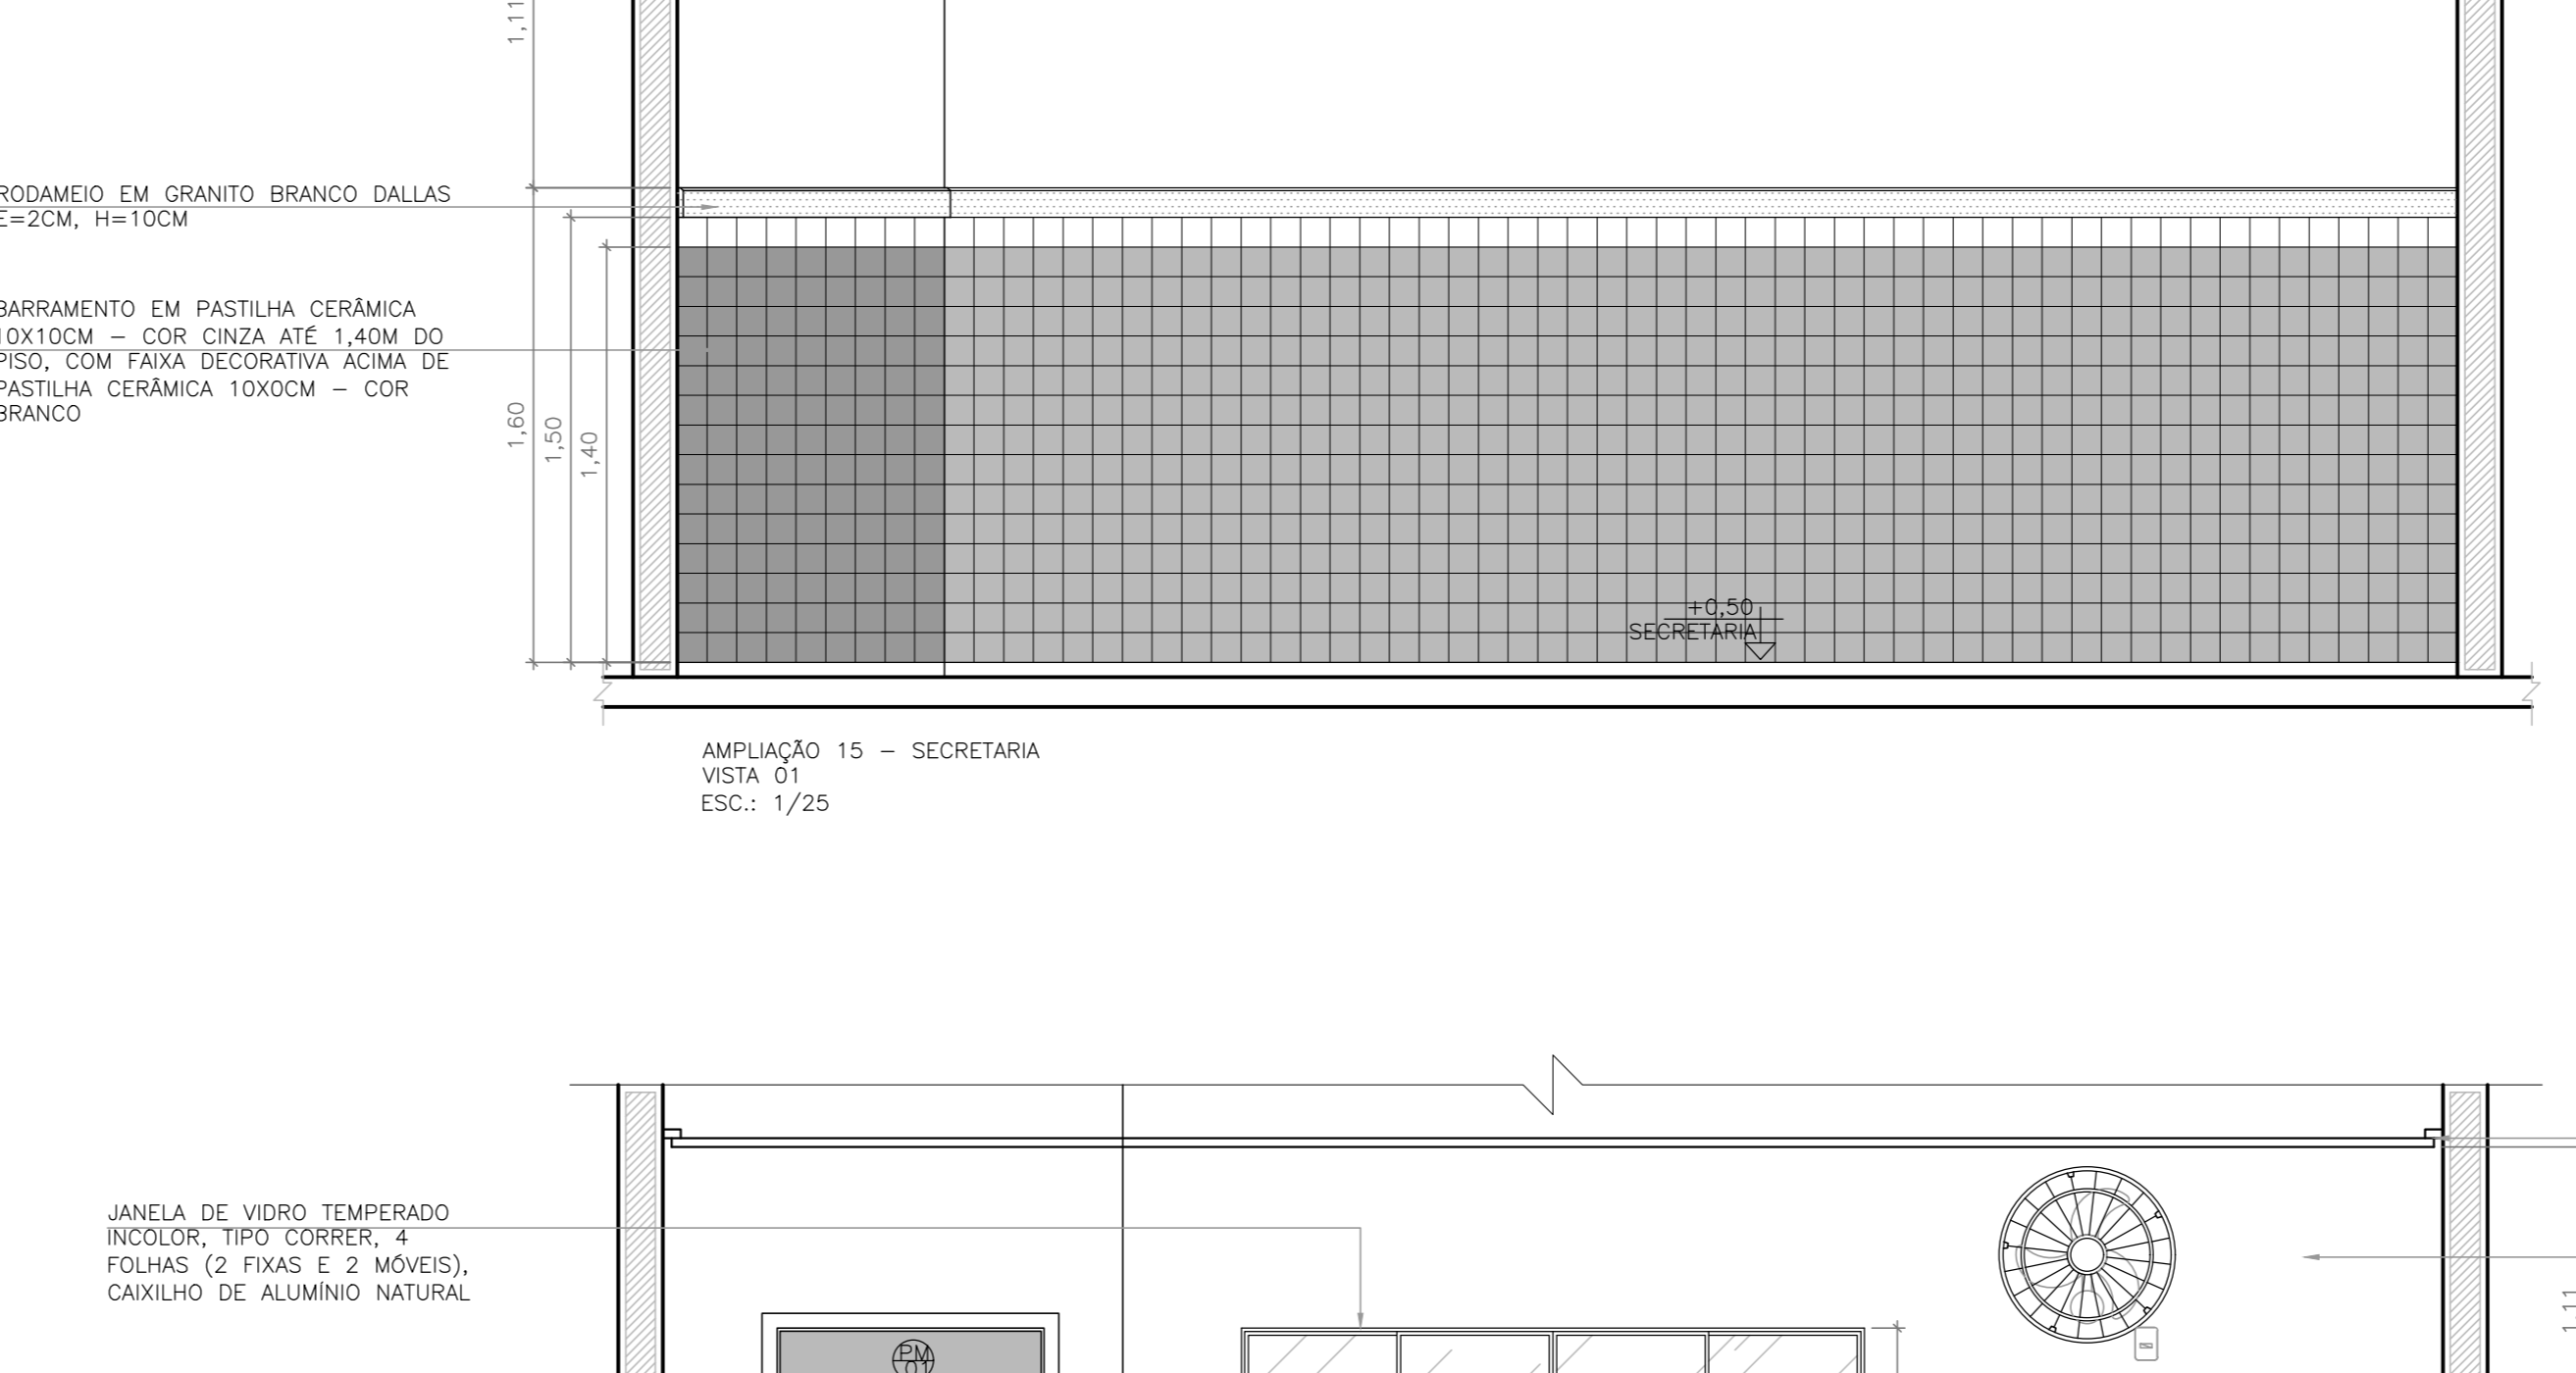 1,11
RODAMEIO EM GRANITO BRANCO DALLAS
E=2CM, H=10CM
BARRAMENTO EM PASTILHA CERÂMICA
10X10CM – COR CINZA ATÉ 1,40M DO
PISO, COM FAIXA DECORATIVA ACIMA DE
PASTILHA CERÂMICA 10X0CM – COR
BRANCO
1,60
1,50
1,40
+0,50
SECRETARIA
AMPLIAÇÃO 15 – SECRETARIA
VISTA 01
ESC.: 1/25
JANELA DE VIDRO TEMPERADO
INCOLOR, TIPO CORRER, 4
FOLHAS (2 FIXAS E 2 MÓVEIS),
CAIXILHO DE ALUMÍNIO NATURAL
PM
01
1,11